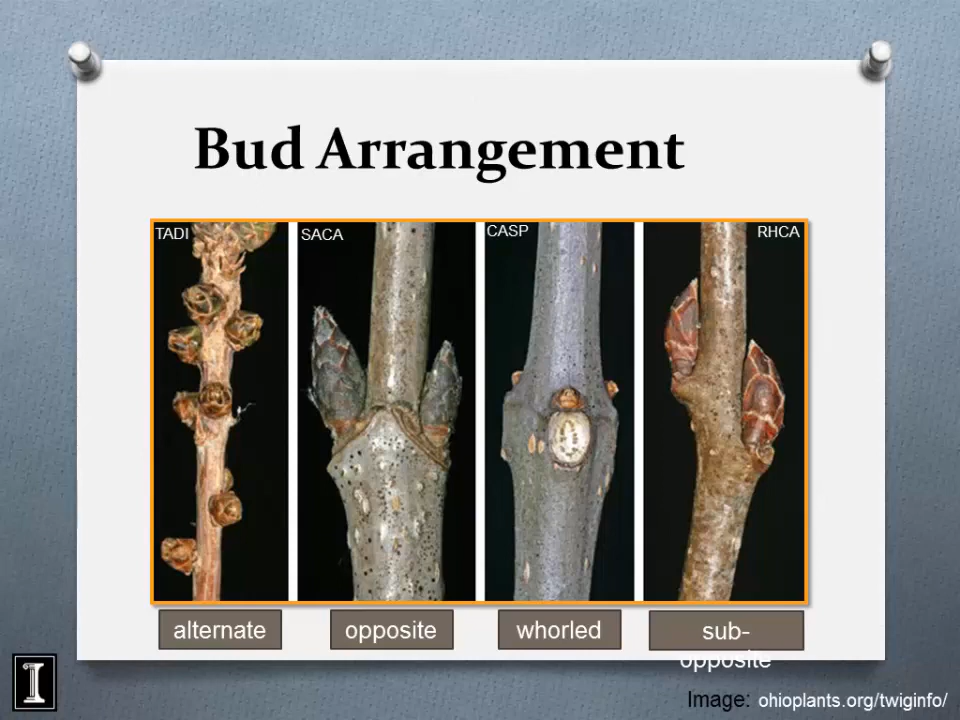 Bud Arrangement
TADI
SACA
CASP
RHCA
alternate
opposite
whorled
sub-
opposite
I
Image: ohioplants.org/twiginfo/